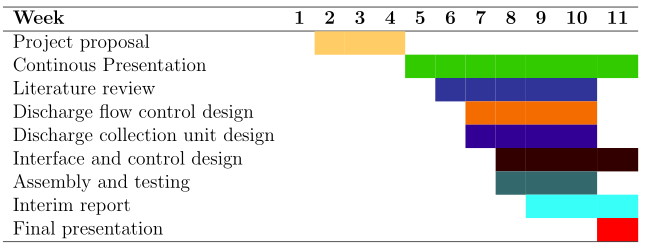 Week 1 2 3 4 5 6 7 8 9 10 11
Project proposal
Continous Presentation
Literature review
Discharge flow control design
Discharge collection unit design
Interface and control design
Assembly and testing
Interim report
Final presentation